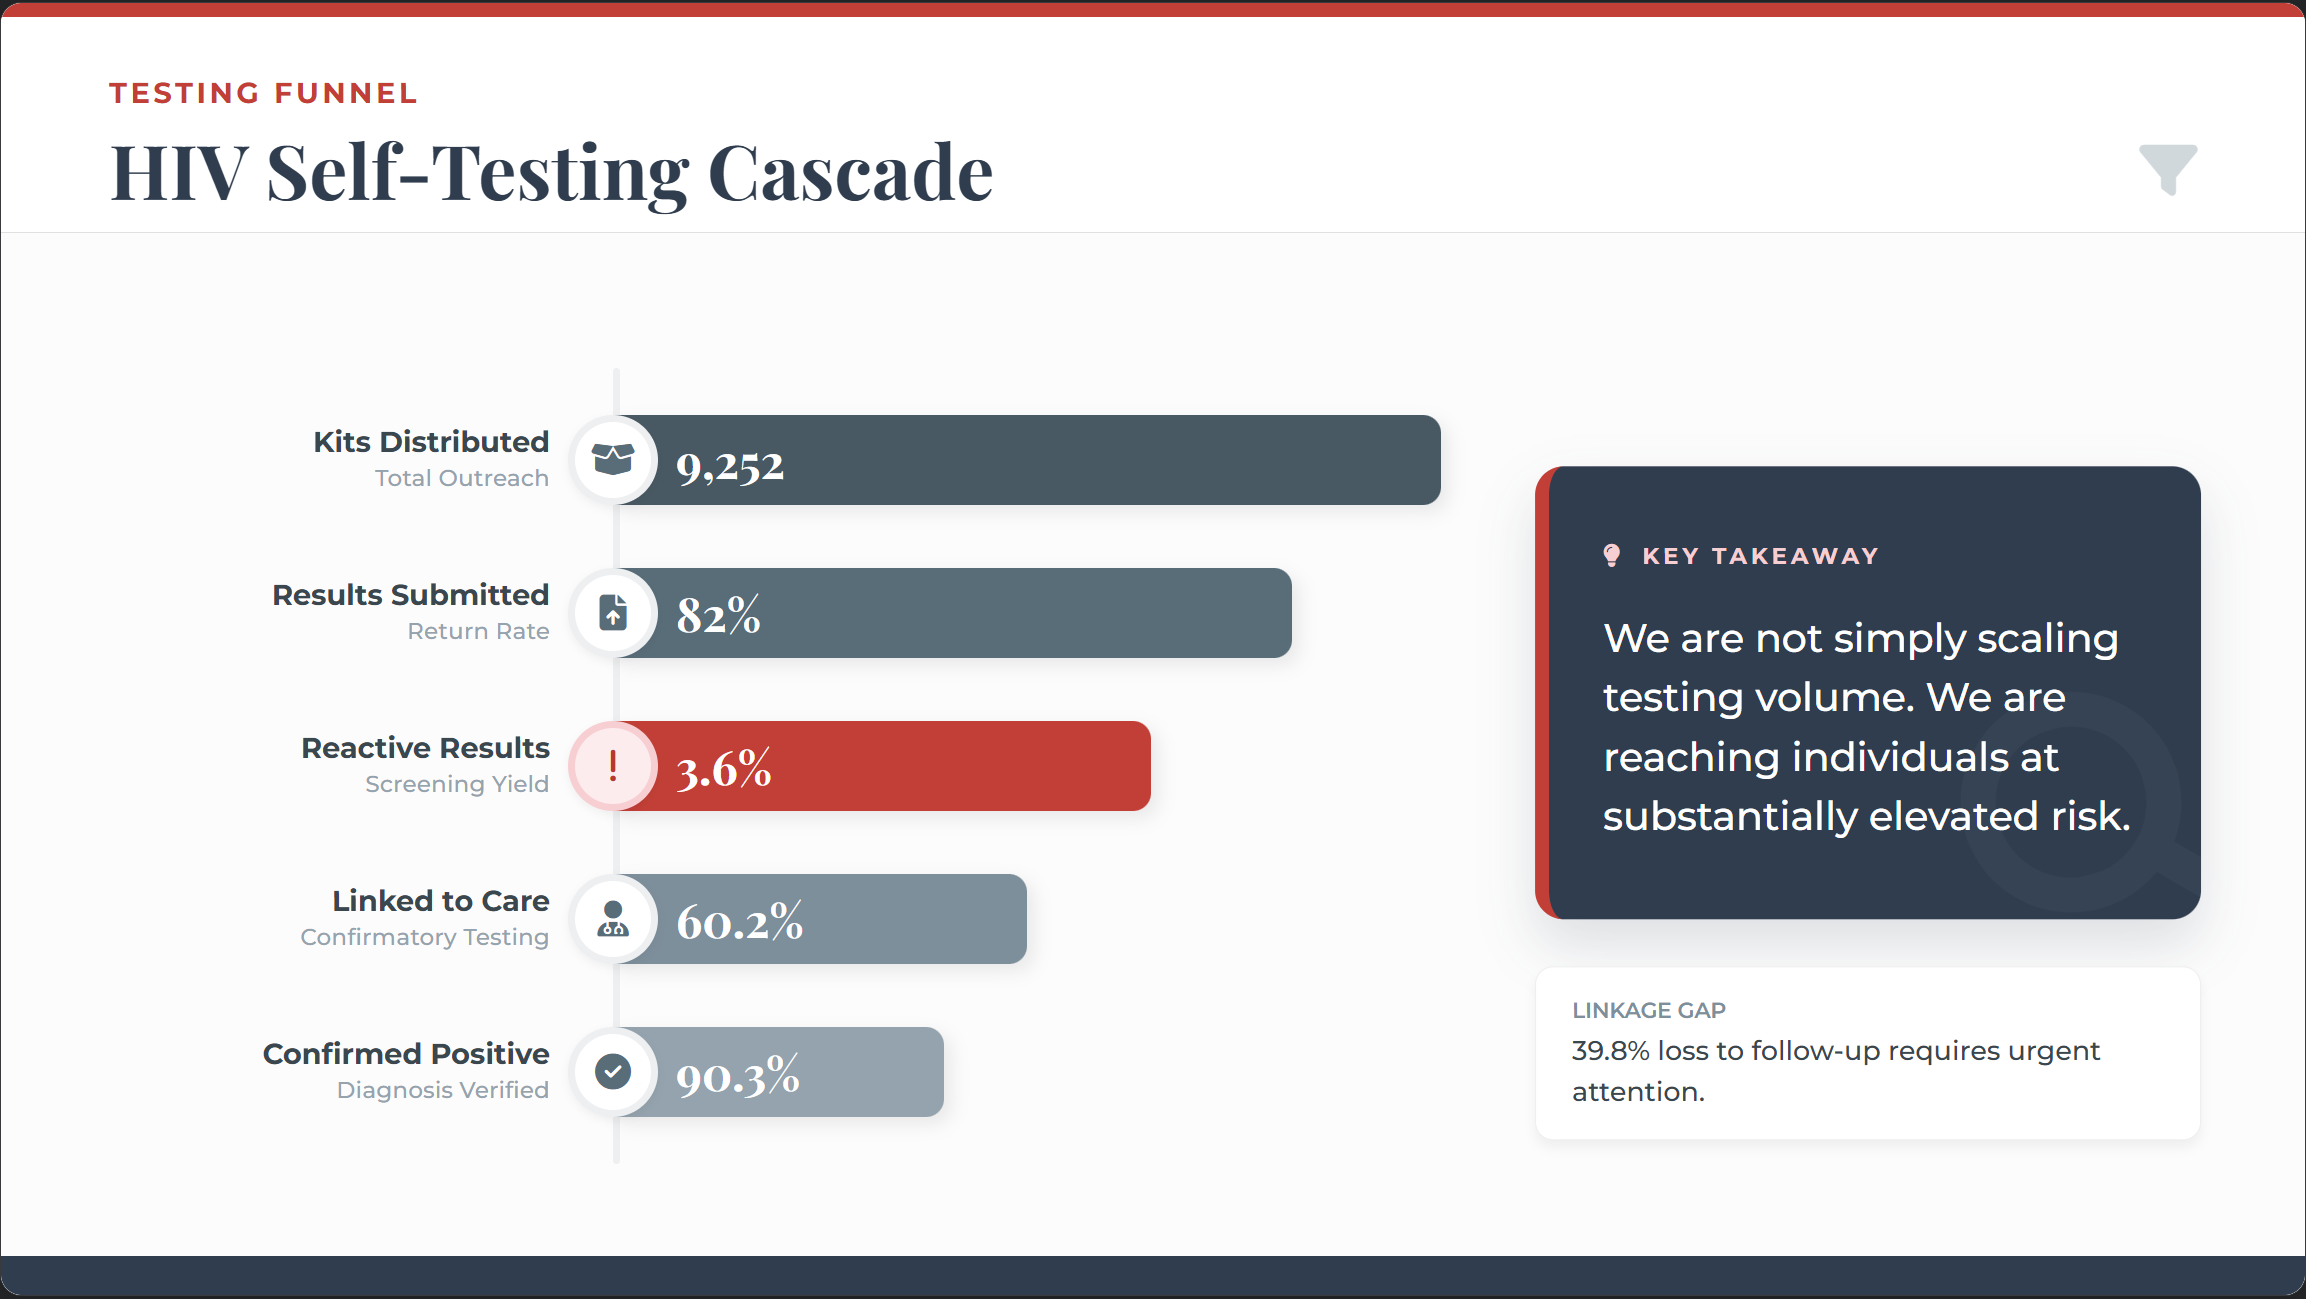 TESTING FUNNEL
HIV Self-Testing Cascade
Kits Distributed
Total Outreach
9,252
Results Submitted
Return Rate
82%
Reactive Results
Screening Yield
!
3.6%
Linked to Care
Confirmatory Testing
60.2%
Confirmed Positive
Diagnosis Verified
90.3%
KEY TAKEAWAY
We are not simply scaling
testing volume. We are
reaching individuals at
substantially elevated risk.
LINKAGE GAP
39.8% loss to follow-up requires urgent
attention.